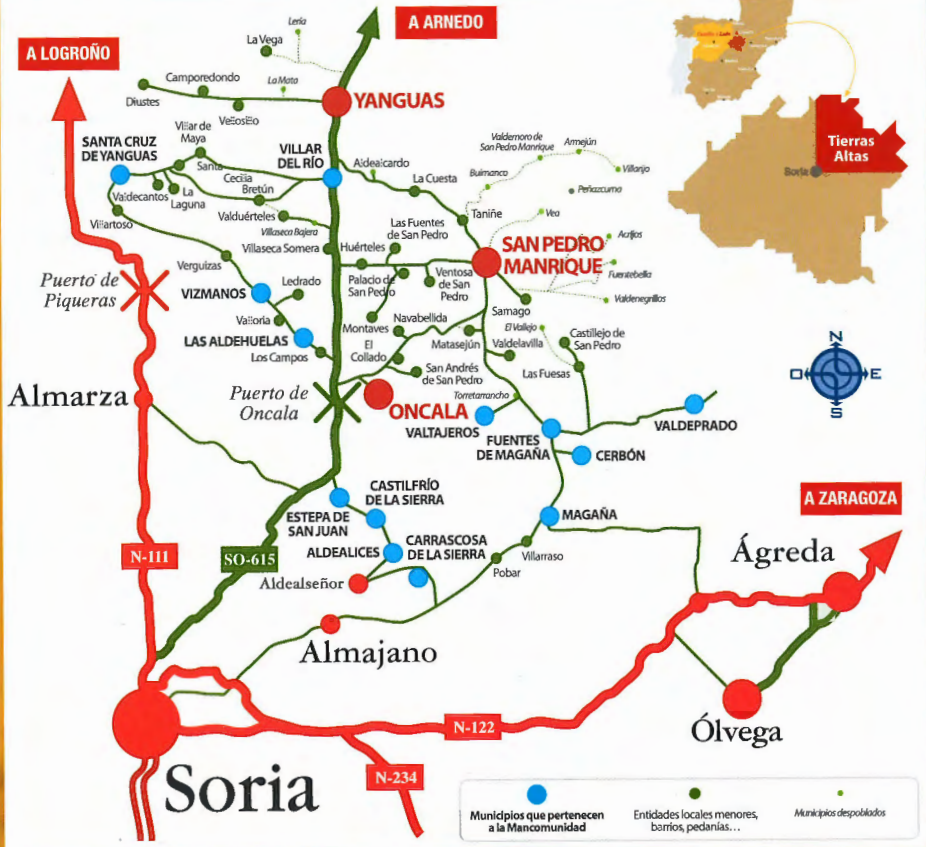 A LOGROÑO
A ARNEDO
Lería
La Vega
Camporedondo
La Mata
Diustes
Vellosillo
YANGUAS
Castilla y León
Tierras
Altas
Soria
SANTA CRUZ
DE YANGUAS
Villar de
Maya
Santa
Cecilia
VILLAR
DEL RÍO
Bretún
Valdecantos
La
Laguna
Valduérteles
Villaseca Bajera
Villaseca Somera
Villartoso
Verguizas
Aldealcardo
La Cuesta
Taniñe
Buimanco
Valdemoro de
San Pedro Manrique
Armejún
Villarijo
Peñazcurna
Vea
Acrijos
Fuentebella
Valdenegrillos
SAN PEDRO
MANRIQUE
Las Fuentes
de San Pedro
Huérteles
Palacio de
San Pedro
Ventosa
de San
Pedro
Samago
Puerto de
Piqueras
VIZMANOS
Ledrado
Valloria
LAS ALDEHUELAS
Los Campos
Montaves
Navabellida
El
Collado
Matasejún
Valdelavilla
El Vallejo
Castillejo de
San Pedro
Las Fuesas
San Andrés
de San Pedro
Torretarrancho
Puerto de
Oncala
ONCALA
VALTAJEROS
FUENTES
DE MAGAÑA
CERBÓN
VALDEPRADO
N
O
E
S
Almarza
CASTILFRÍO
DE LA SIERRA
ESTEPA DE
SAN JUAN
ALDEALICES
CARRASCOSA
DE LA SIERRA
MAGAÑA
Villarraso
Pobar
Aldealseñor
A ZARAGOZA
N-111
SO-615
Ágreda
Almajano
Ólvega
N-122
N-234
Soria
Municipios que pertenecen
a la Mancomunidad
Entidades locales menores,
barrios, pedanías...
Municipios despoblados